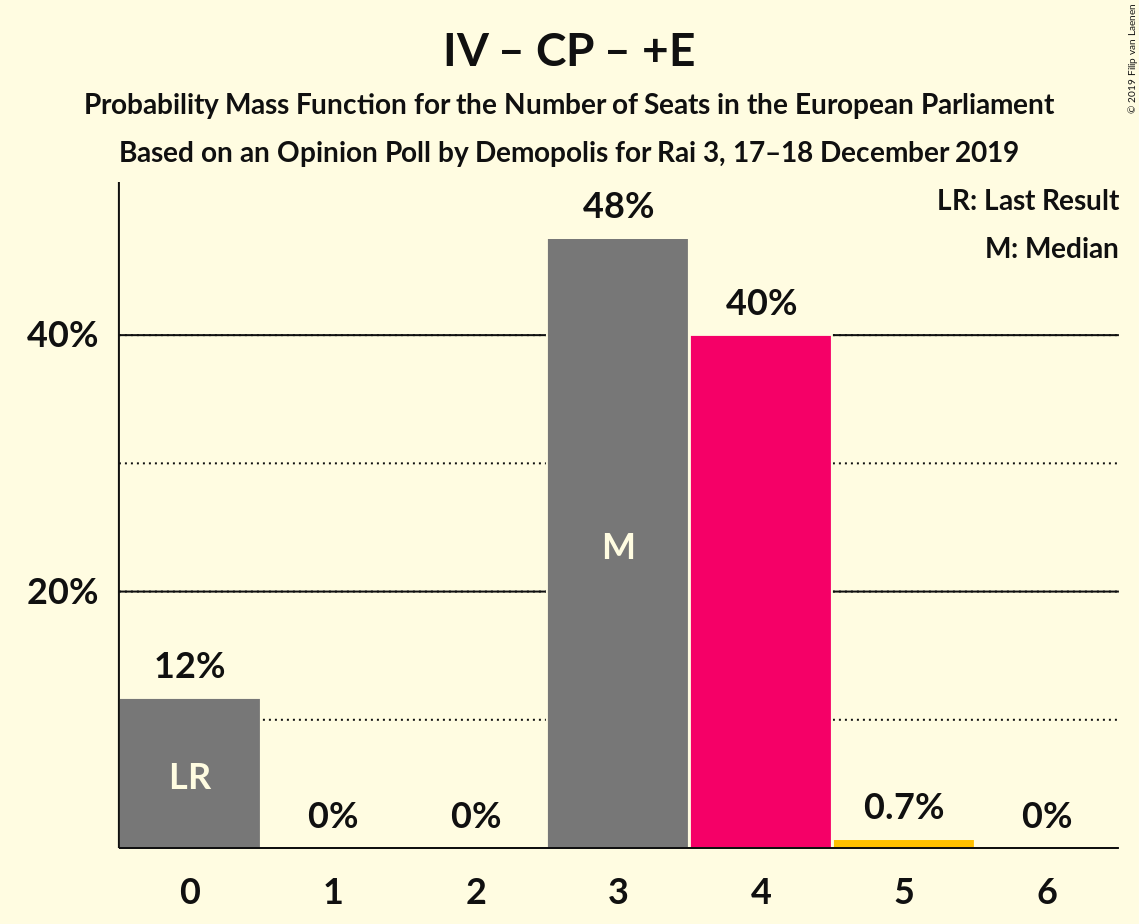 IV – CP – +E
Probability Mass Function for the Number of Seats in the European Parliament
Based on an Opinion Poll by Demopolis for Rai 3, 17–18 December 2019
© 2019 Filip van Laenen
LR: Last Result
M: Median
48%
40%
40%
M
20%
12%
LR
0%
0%
0.7%
0%
0 1 2 3 4 5 6